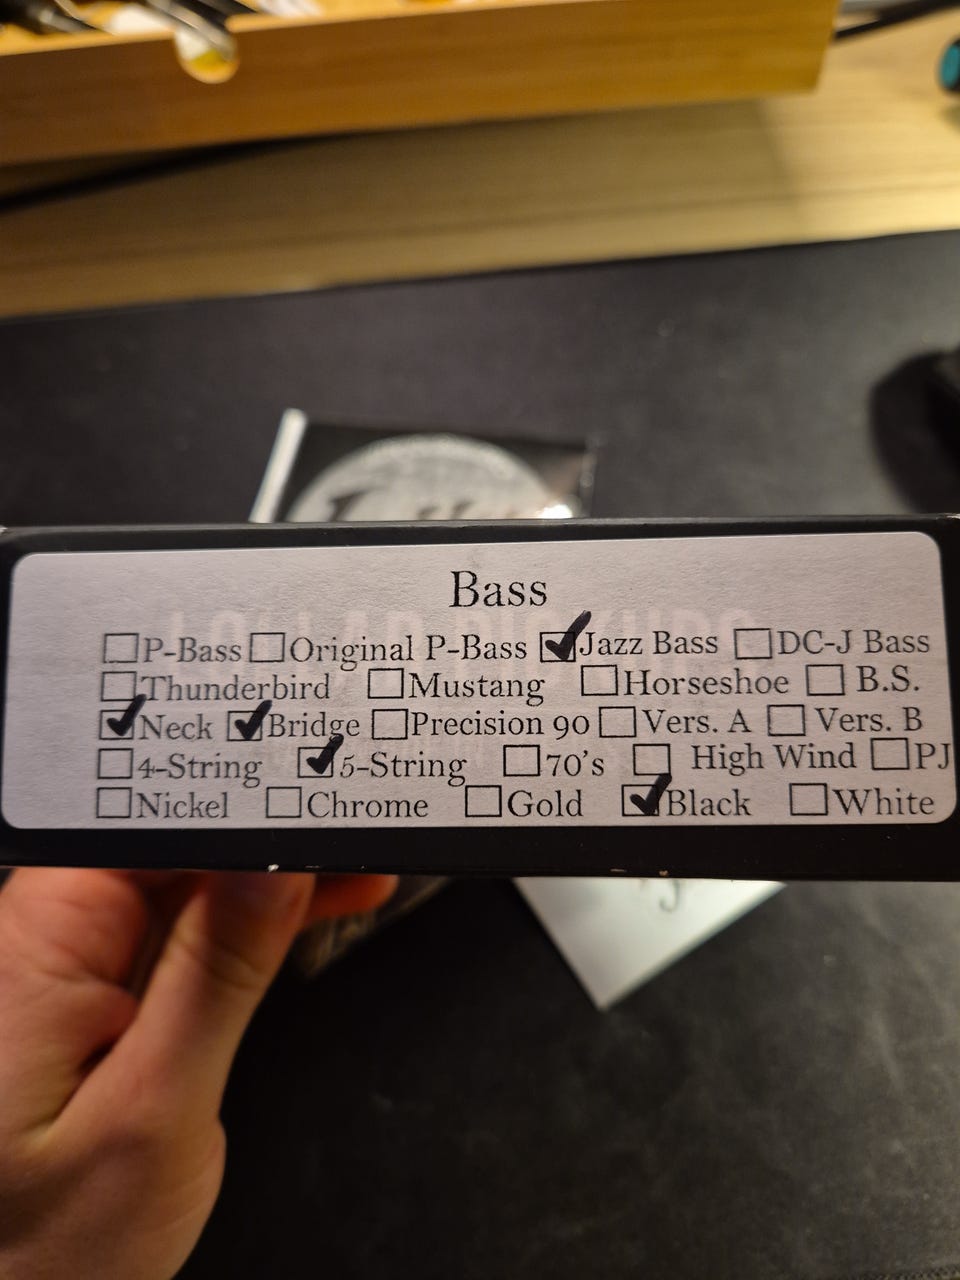 Bass
☐P-Bass ☐Original P-Bass ☑Jazz Bass ☐DC-J Bass
☐Thunderbird ☐Mustang ☐Horseshoe ☐ B.S.
☑Neck ☑Bridge ☐Precision 90 ☐Vers. A ☐ Vers. B
☐4-String ☑5-String ☐70's ☐ High Wind ☐PJ
☐Nickel ☐Chrome ☐Gold ☑Black ☐White